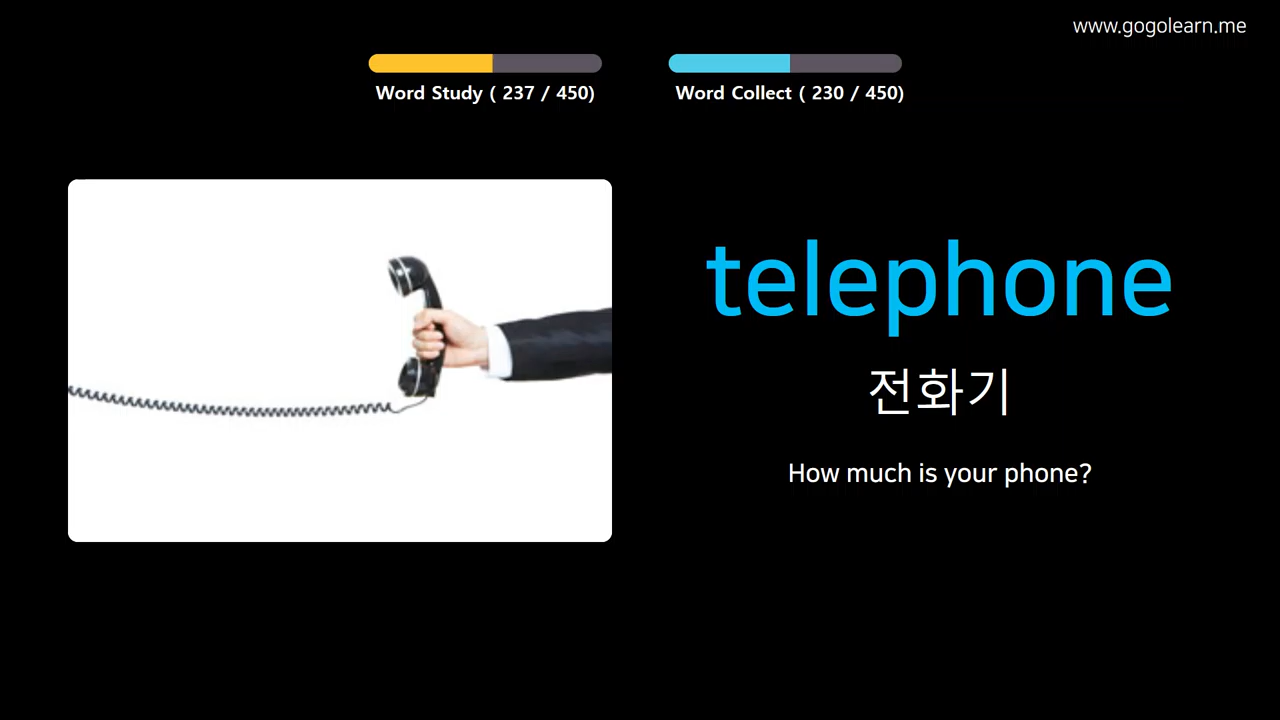 www.gogolearn.me
Word Study ( 237 / 450)
Word Collect ( 230 / 450)
telephone
전화기
How much is your phone?